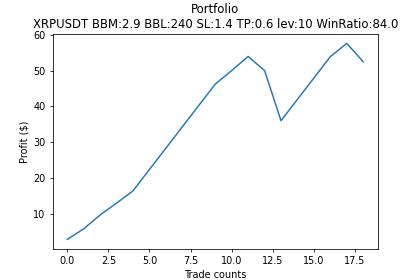 Portfolio
XRPUSDT BBM:2.9 BBL:240 SL:1.4 TP:0.6 lev:10 WinRatio:84.0
60
50
40
30
20
10
Profit ($)
0.0 2.5 5.0 7.5 10.0 12.5 15.0 17.5
Trade counts